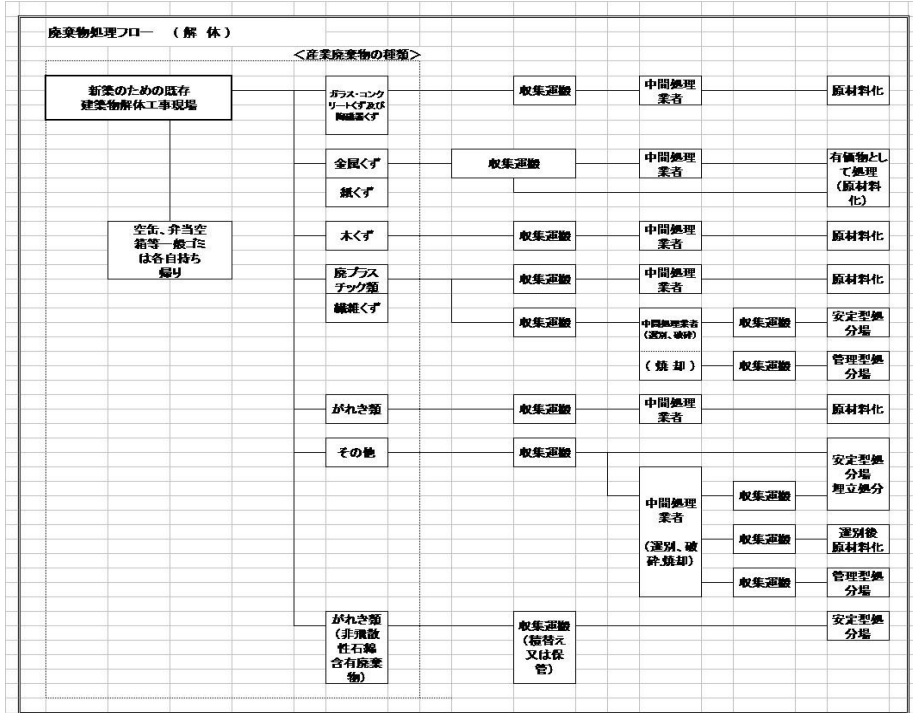 廃棄物処理フロー （ 解 体 ）
＜産業廃棄物の種類＞
新築のための既存
建築物解体工事現場
ガラス・コンク
リートくず及び
陶磁器くず
収集運搬
中間処理
業者
原材料化
金属くず
収集運搬
中間処理
業者
有価物とし
て処理
（原材料
化）
紙くず
空缶、弁当空
箱等一般ゴミ
は各自持ち
帰り
木くず
収集運搬
中間処理
業者
原材料化
廃プラス
チック類
収集運搬
中間処理
業者
原材料化
繊維くず
収集運搬
中間処理業者
（選別、破砕）
収集運搬
安定型処
分場
（ 焼 却 ）
収集運搬
管理型処
分場
がれき類
収集運搬
中間処理
業者
原材料化
その他
収集運搬
安定型処
分場
埋立処分
中間処理
業者
（選別、破
砕、焼却）
収集運搬
収集運搬
選別後
原材料化
収集運搬
管理型処
分場
がれき類
（非飛散
性石綿
含有廃棄
物）
収集運搬
（積替え
又は保
管）
安定型処
分場